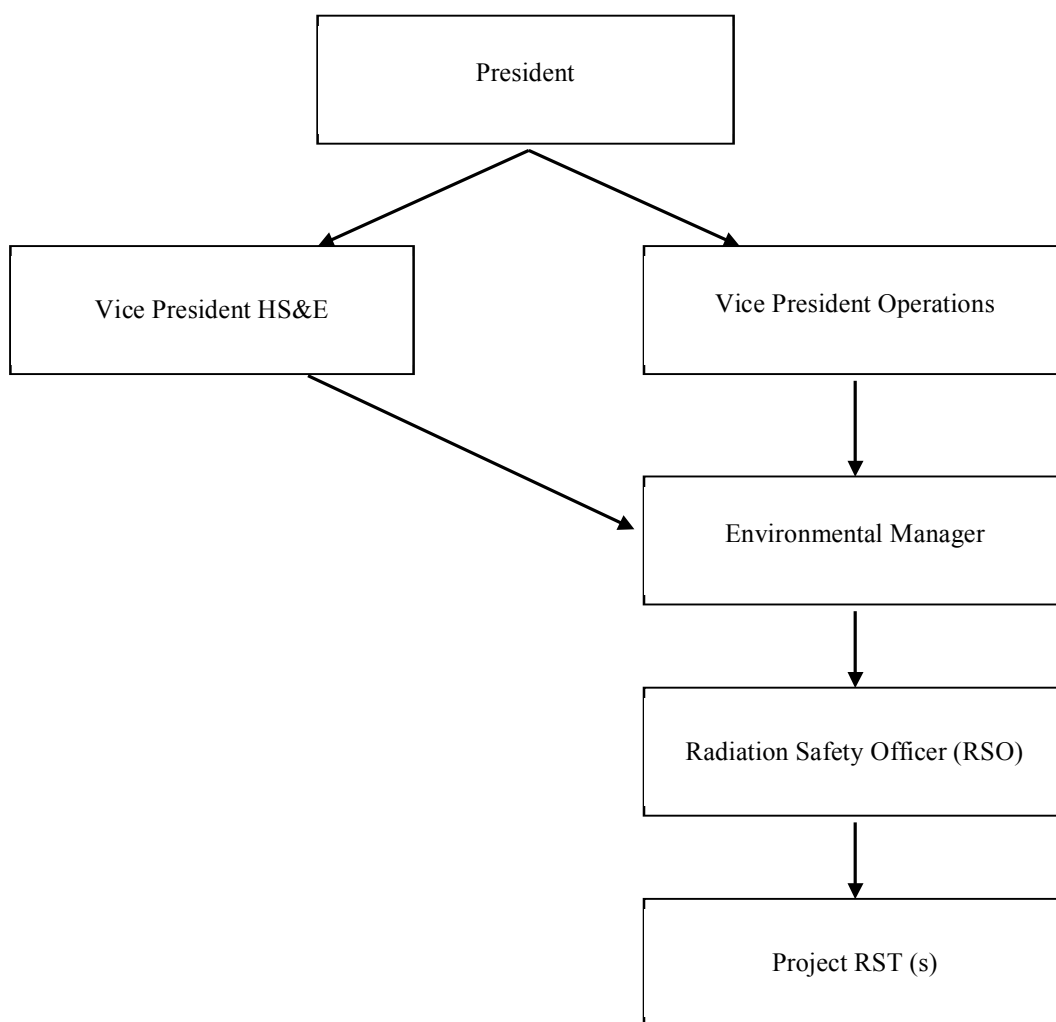 President
Vice President HS&E
Vice President Operations
Environmental Manager
Radiation Safety Officer (RSO)
Project RST (s)